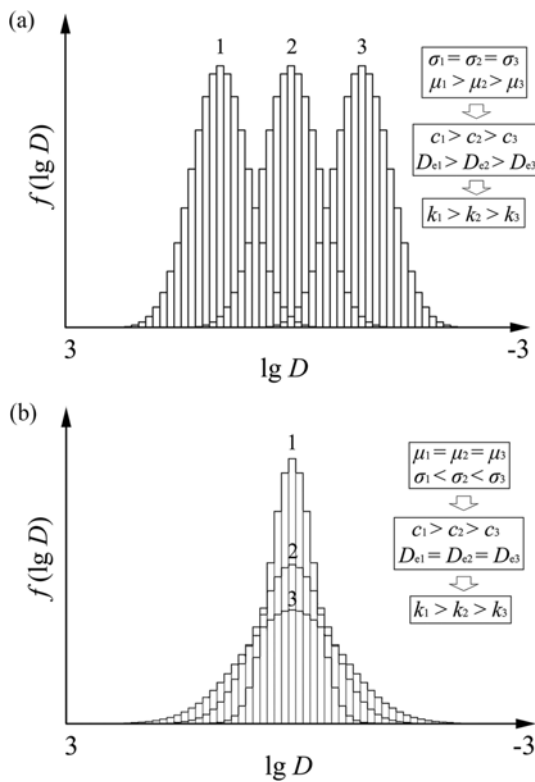 (a)
1 2 3
σ₁ = σ₂ = σ₃
μ₁ > μ₂ > μ₃
c₁ > c₂ > c₃
Dₑ₁ > Dₑ₂ > Dₑ₃
k₁ > k₂ > k₃
f (lg D)
3 -3
lg D
(b)
1
2
3
μ₁ = μ₂ = μ₃
σ₁ < σ₂ < σ₃
c₁ > c₂ > c₃
Dₑ₁ = Dₑ₂ = Dₑ₃
k₁ > k₂ > k₃
f (lg D)
3 -3
lg D